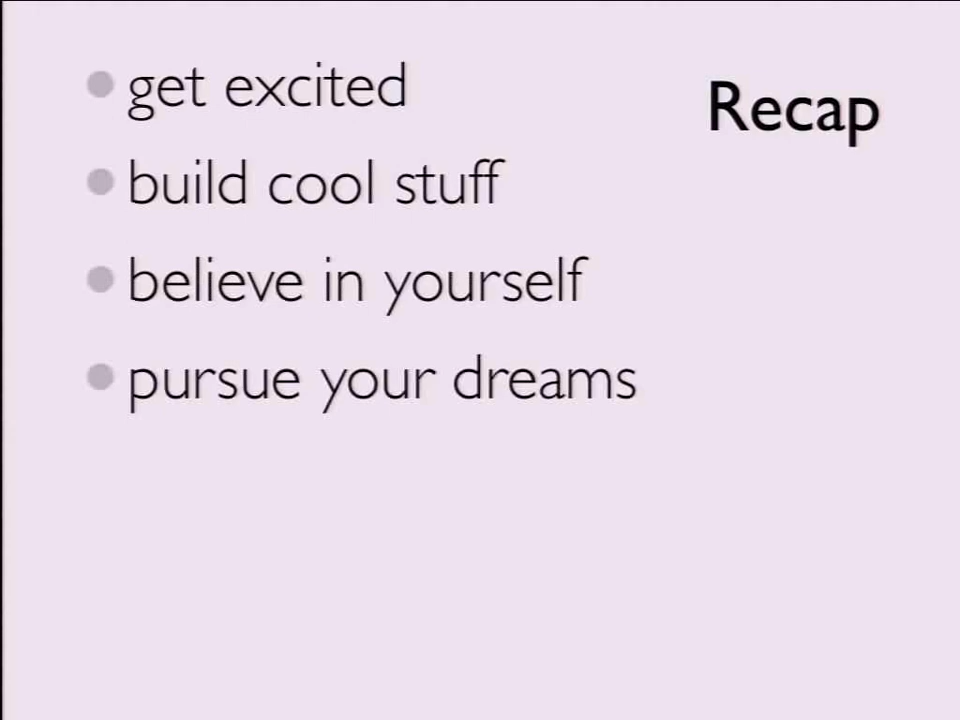 Recap
get excited
build cool stuff
believe in yourself
pursue your dreams